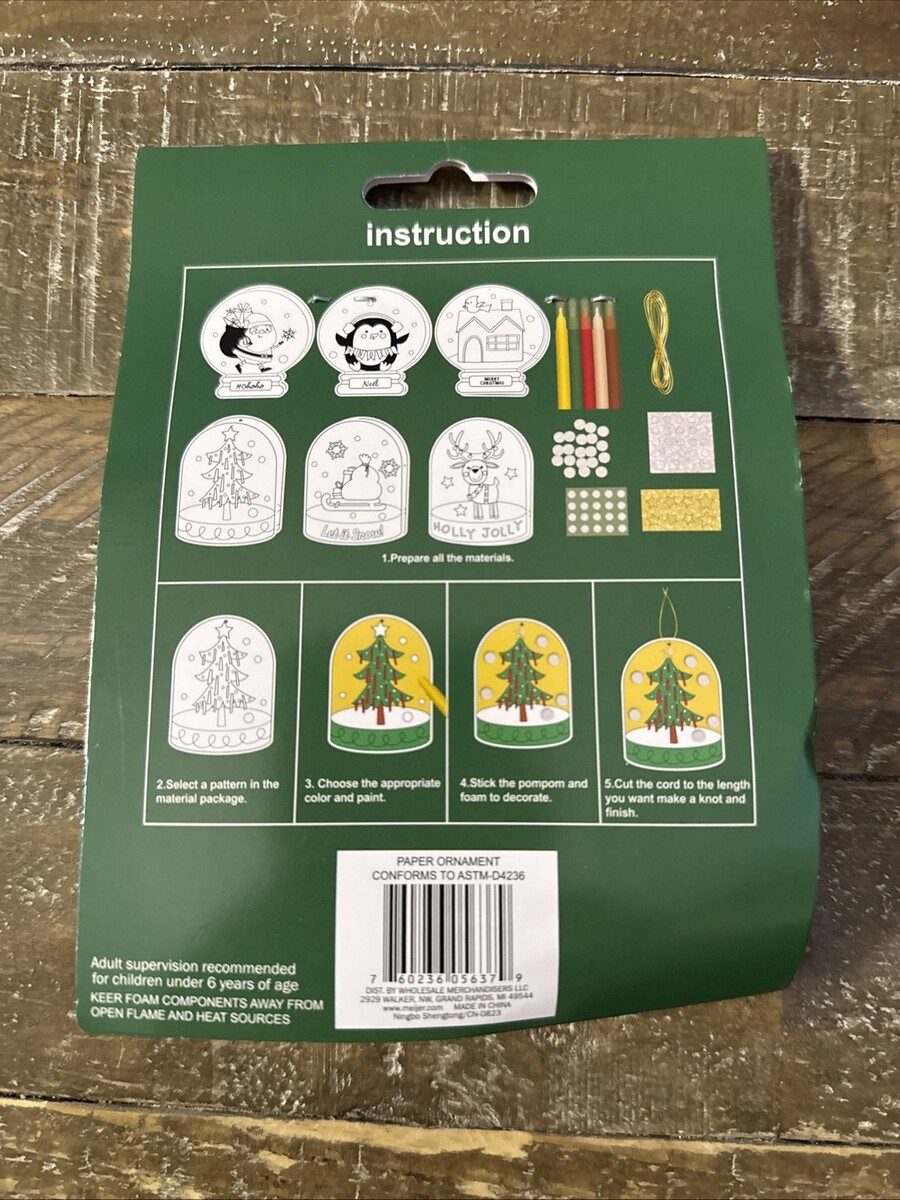 instruction
HOhoho
Noel
MERRY
CHRISTMAS
Let it Snow!
HOLLY JOLLY
1.Prepare all the materials.
2.Select a pattern in the
material package.
3. Choose the appropriate
color and paint.
4.Stick the pompom and
foam to decorate.
5.Cut the cord to the length
you want make a knot and
finish.
PAPER ORNAMENT
CONFORMS TO ASTM-D4236
7 60236 05637 9
DIST. BY WHOLESALE MERCHANDISERS LLC
2929 WALKER, NW, GRAND RAPIDS, MI 49544
www.meijer.com MADE IN CHINA
Ningbo Shengtong/CN-0823
Adult supervision recommended
for children under 6 years of age
KEER FOAM COMPONENTS AWAY FROM
OPEN FLAME AND HEAT SOURCES